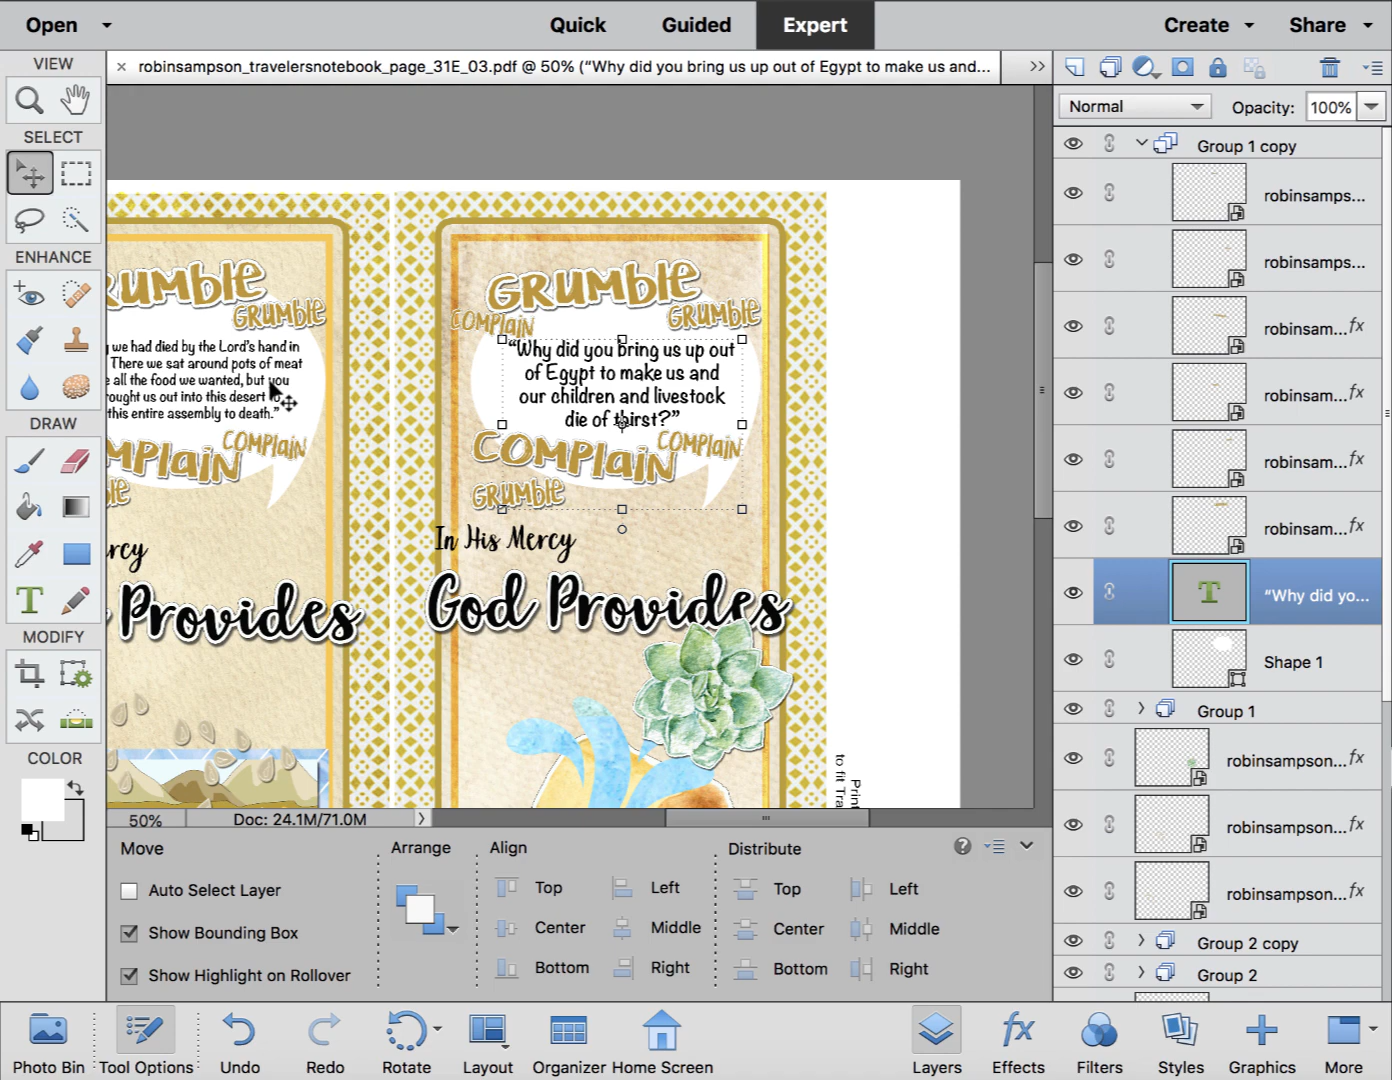 Open
Quick
Guided
Expert
Create
Share
VIEW
SELECT
ENHANCE
DRAW
MODIFY
COLOR
× robinsampson_travelersnotebook_page_31E_03.pdf @ 50% (“Why did you bring us up out of Egypt to make us and...
Normal
Opacity: 100%
Group 1 copy
robinsamps...
robinsamps...
robinsam... fx
robinsam... fx
robinsam... fx
robinsam... fx
T “Why did yo...
Shape 1
Group 1
robinsampson...
robinsampson... fx
robinsampson... fx
Group 2 copy
Group 2
RUMBLE
GRUMBLE
we had died by the Lord’s hand in
There we sat around pots of meat
all the food we wanted, but you
ought us out into this desert
this entire assembly to death.”
MPLAIN
COMPLAIN
rcy
Provides
GRUMBLE
GRUMBLE
COMPLAIN
“Why did you bring us up out
of Egypt to make us and
our children and livestock
die of thirst?”
COMPLAIN
COMPLAIN
GRUMBLE
In His Mercy
God Provides
Print
to fit Tra
50%
Doc: 24.1M/71.0M
Move
Auto Select Layer
Show Bounding Box
Show Highlight on Rollover
Arrange
Align
Top
Left
Center
Middle
Bottom
Right
Distribute
Top
Left
Center
Middle
Bottom
Right
Photo Bin
Tool Options
Undo
Redo
Rotate
Layout
Organizer
Home Screen
Layers
Effects
Filters
Styles
Graphics
More